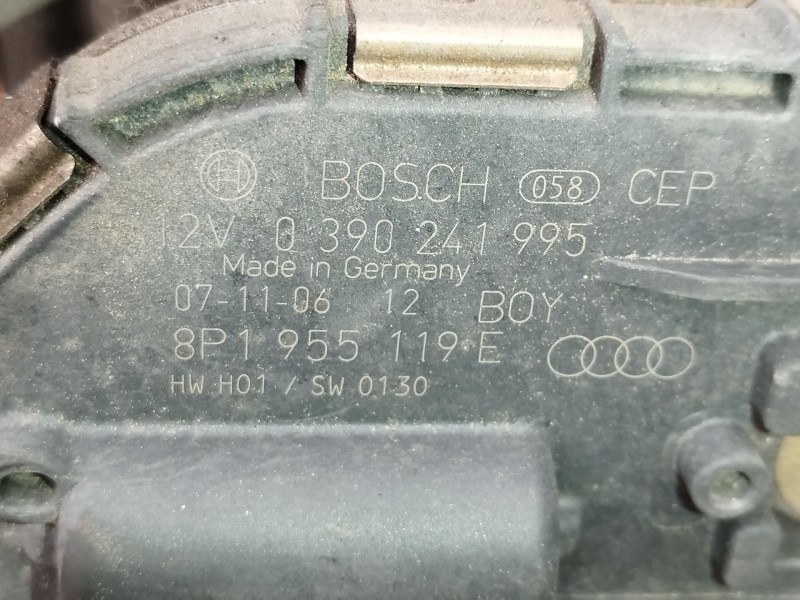 BOSCH 058 CEP
12V 0 390 241 995
Made in Germany
07-11-06 12 BOY
8P1 955 119 E
HW H01 / SW 0130